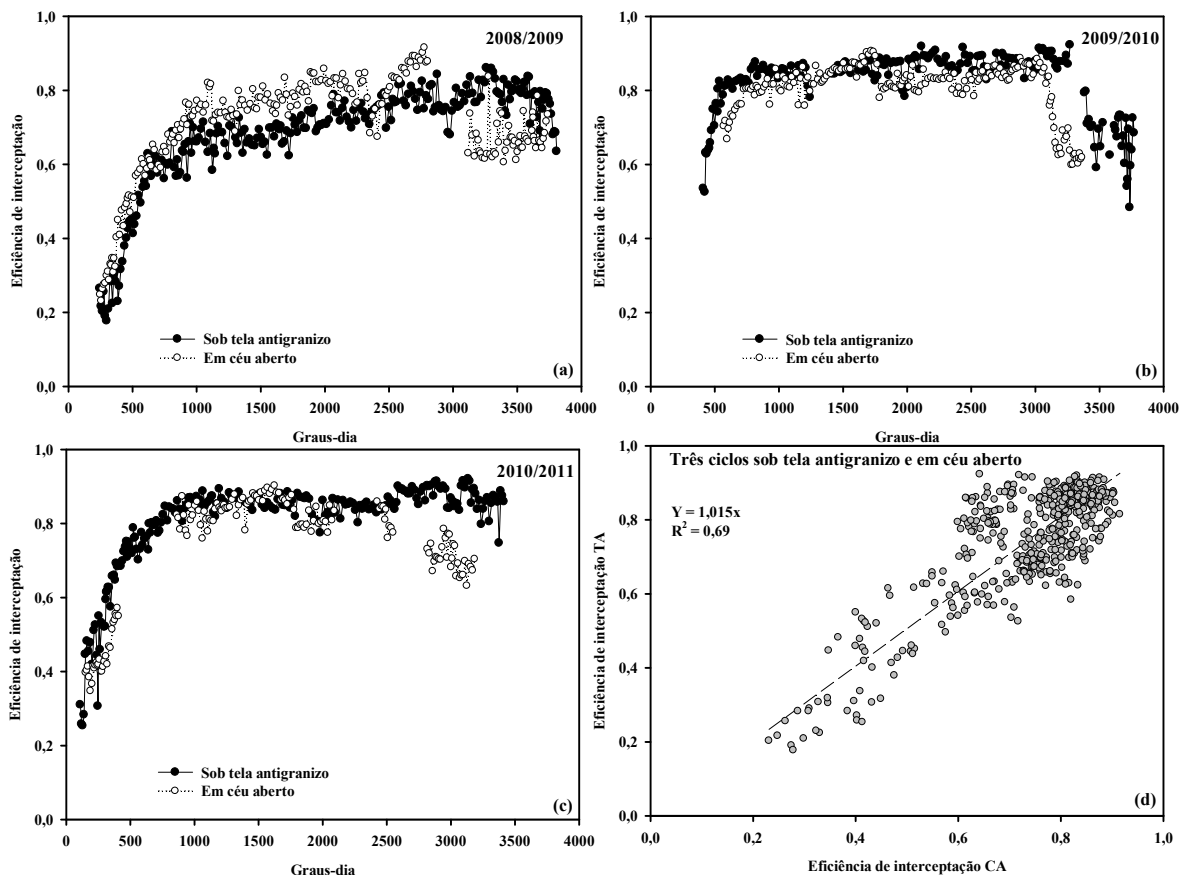 1,0
0,8
0,6
0,4
0,2
0,0
Eficiência de interceptação
2008/2009
Sob tela antigranizo
Em céu aberto
(a)
0 500 1000 1500 2000 2500 3000 3500 4000
Graus-dia
1,0
0,8
0,6
0,4
0,2
0,0
Eficiência de interceptação
2009/2010
Sob tela antigranizo
Em céu aberto
(b)
0 500 1000 1500 2000 2500 3000 3500 4000
Graus-dia
1,0
0,8
0,6
0,4
0,2
0,0
Eficiência de interceptação
2010/2011
Sob tela antigranizo
Em céu aberto
(c)
0 500 1000 1500 2000 2500 3000 3500 4000
Graus-dia
1,0
0,8
0,6
0,4
0,2
0,0
Eficiência de interceptação TA
Três ciclos sob tela antigranizo e em céu aberto
Y = 1,015x
R² = 0,69
(d)
0,0 0,2 0,4 0,6 0,8 1,0
Eficiência de interceptação CA